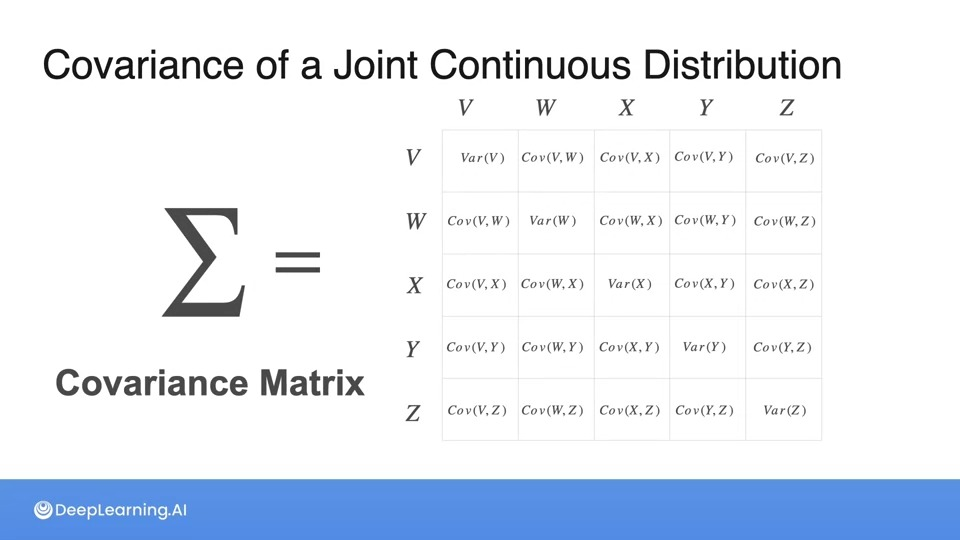 Covariance of a Joint Continuous Distribution
V W X Y Z
V Var(V) Cov(V,W) Cov(V,X) Cov(V,Y) Cov(V,Z)
W Cov(V,W) Var(W) Cov(W,X) Cov(W,Y) Cov(W,Z)
Σ =
X Cov(V,X) Cov(W,X) Var(X) Cov(X,Y) Cov(X,Z)
Y Cov(V,Y) Cov(W,Y) Cov(X,Y) Var(Y) Cov(Y,Z)
Covariance Matrix
Z Cov(V,Z) Cov(W,Z) Cov(X,Z) Cov(Y,Z) Var(Z)
DeepLearning.AI